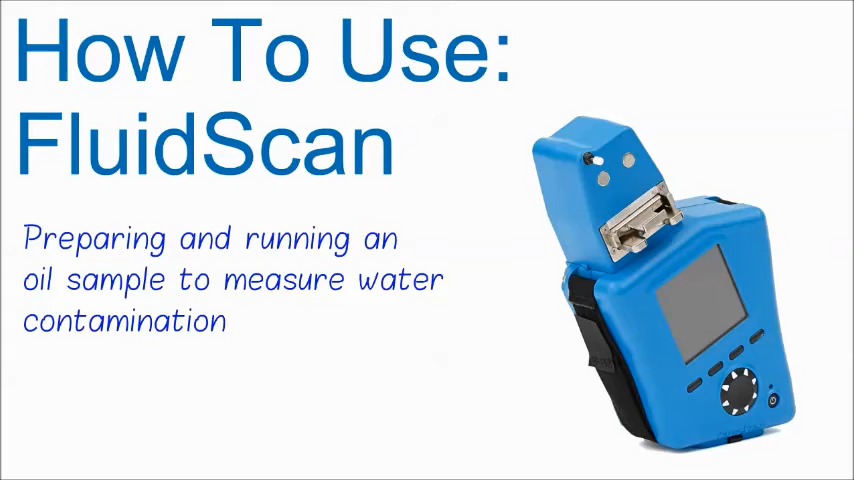 How To Use:
FluidScan
Preparing and running an
oil sample to measure water
contamination